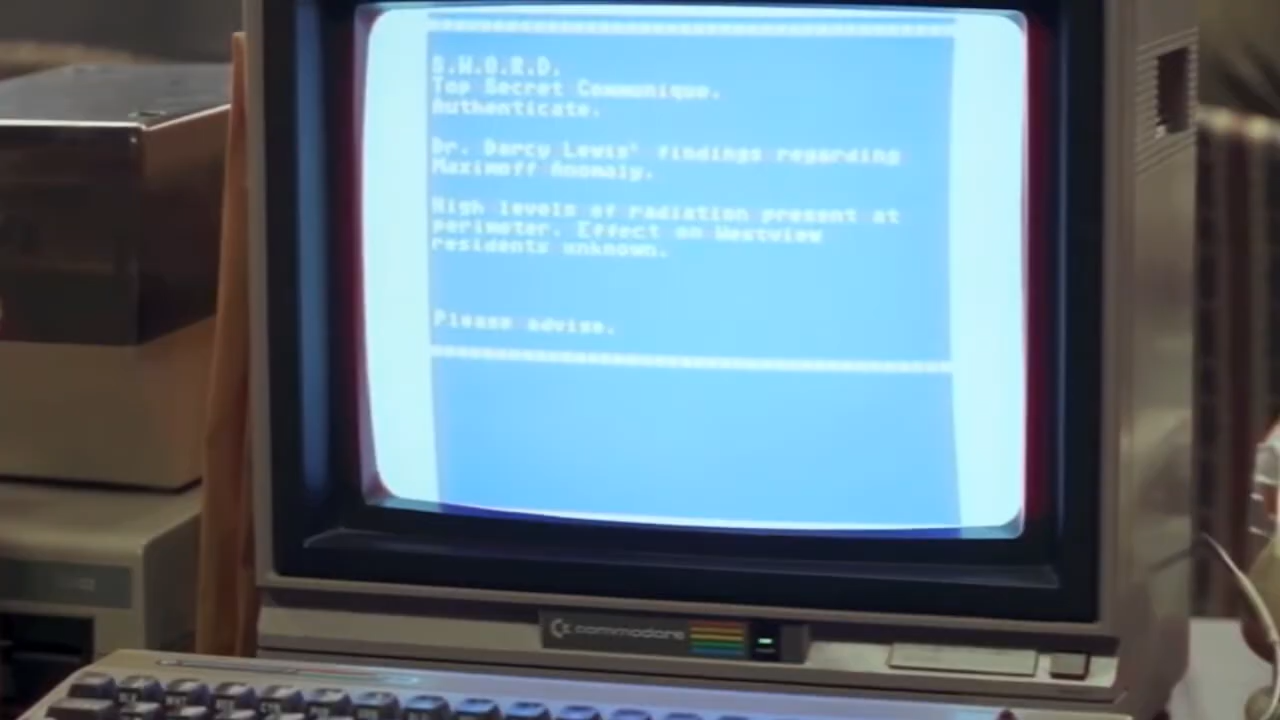 S.W.O.R.D.
Top Secret Communique.
Authenticate.
Dr. Darcy Lewis' findings regarding
Maximoff Anomaly.
High levels of radiation present at
perimeter. Effect on Westview
residents unknown.
Please advise.
commodore